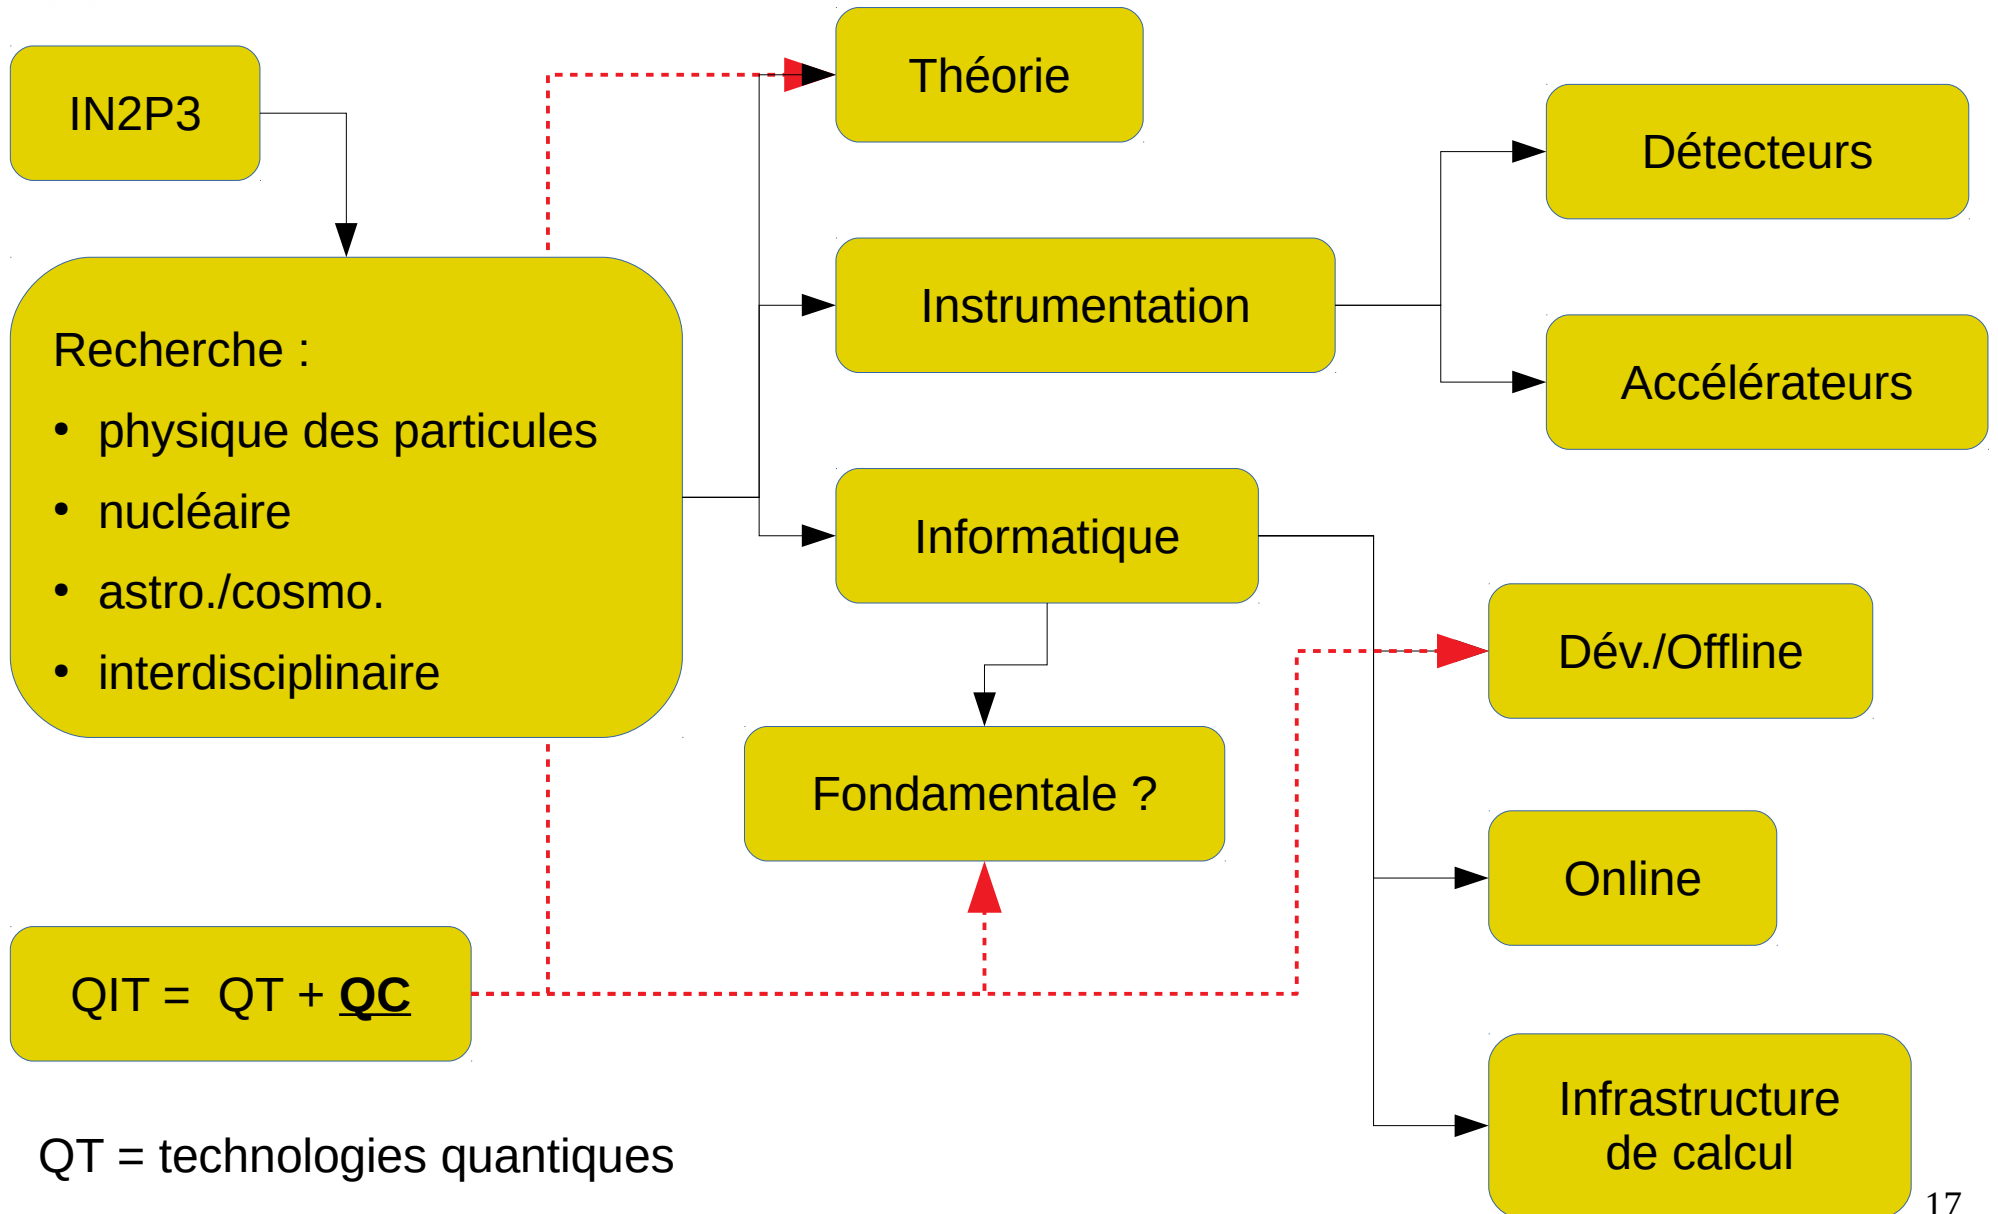 IN2P3
Recherche :
• physique des particules
• nucléaire
• astro./cosmo.
• interdisciplinaire
Théorie
Instrumentation
Informatique
Fondamentale ?
Détecteurs
Accélérateurs
Dév./Offline
Online
Infrastructure
de calcul
QIT = QT + QC
QT = technologies quantiques
17